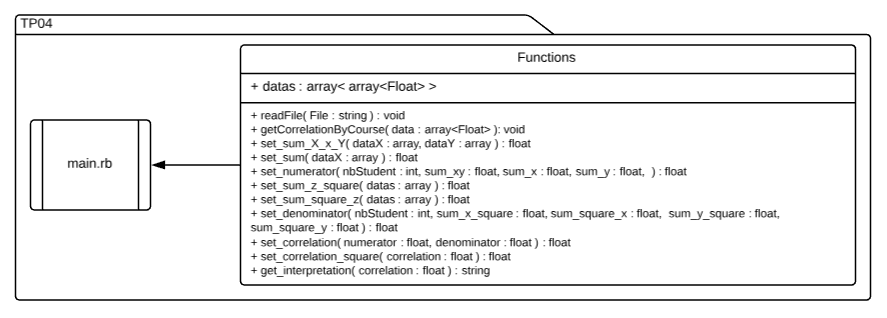 TP04
Functions
+ datas : array< array<Float> >
main.rb
+ readFile( File : string ) : void
+ getCorrelationByCourse( data : array<Float> ): void
+ set_sum_X_x_Y( dataX : array, dataY : array ) : float
+ set_sum( dataX : array ) : float
+ set_numerator( nbStudent : int, sum_xy : float, sum_x : float, sum_y : float,  ) : float
+ set_sum_z_square( datas : array ) : float
+ set_sum_square_z( datas : array ) : float
+ set_denominator( nbStudent : int, sum_x_square : float, sum_square_x : float,  sum_y_square : float,
sum_square_y : float ) : float
+ set_correlation( numerator : float, denominator : float ) : float
+ set_correlation_square( correlation : float ) : float
+ get_interpretation( correlation : float ) : string